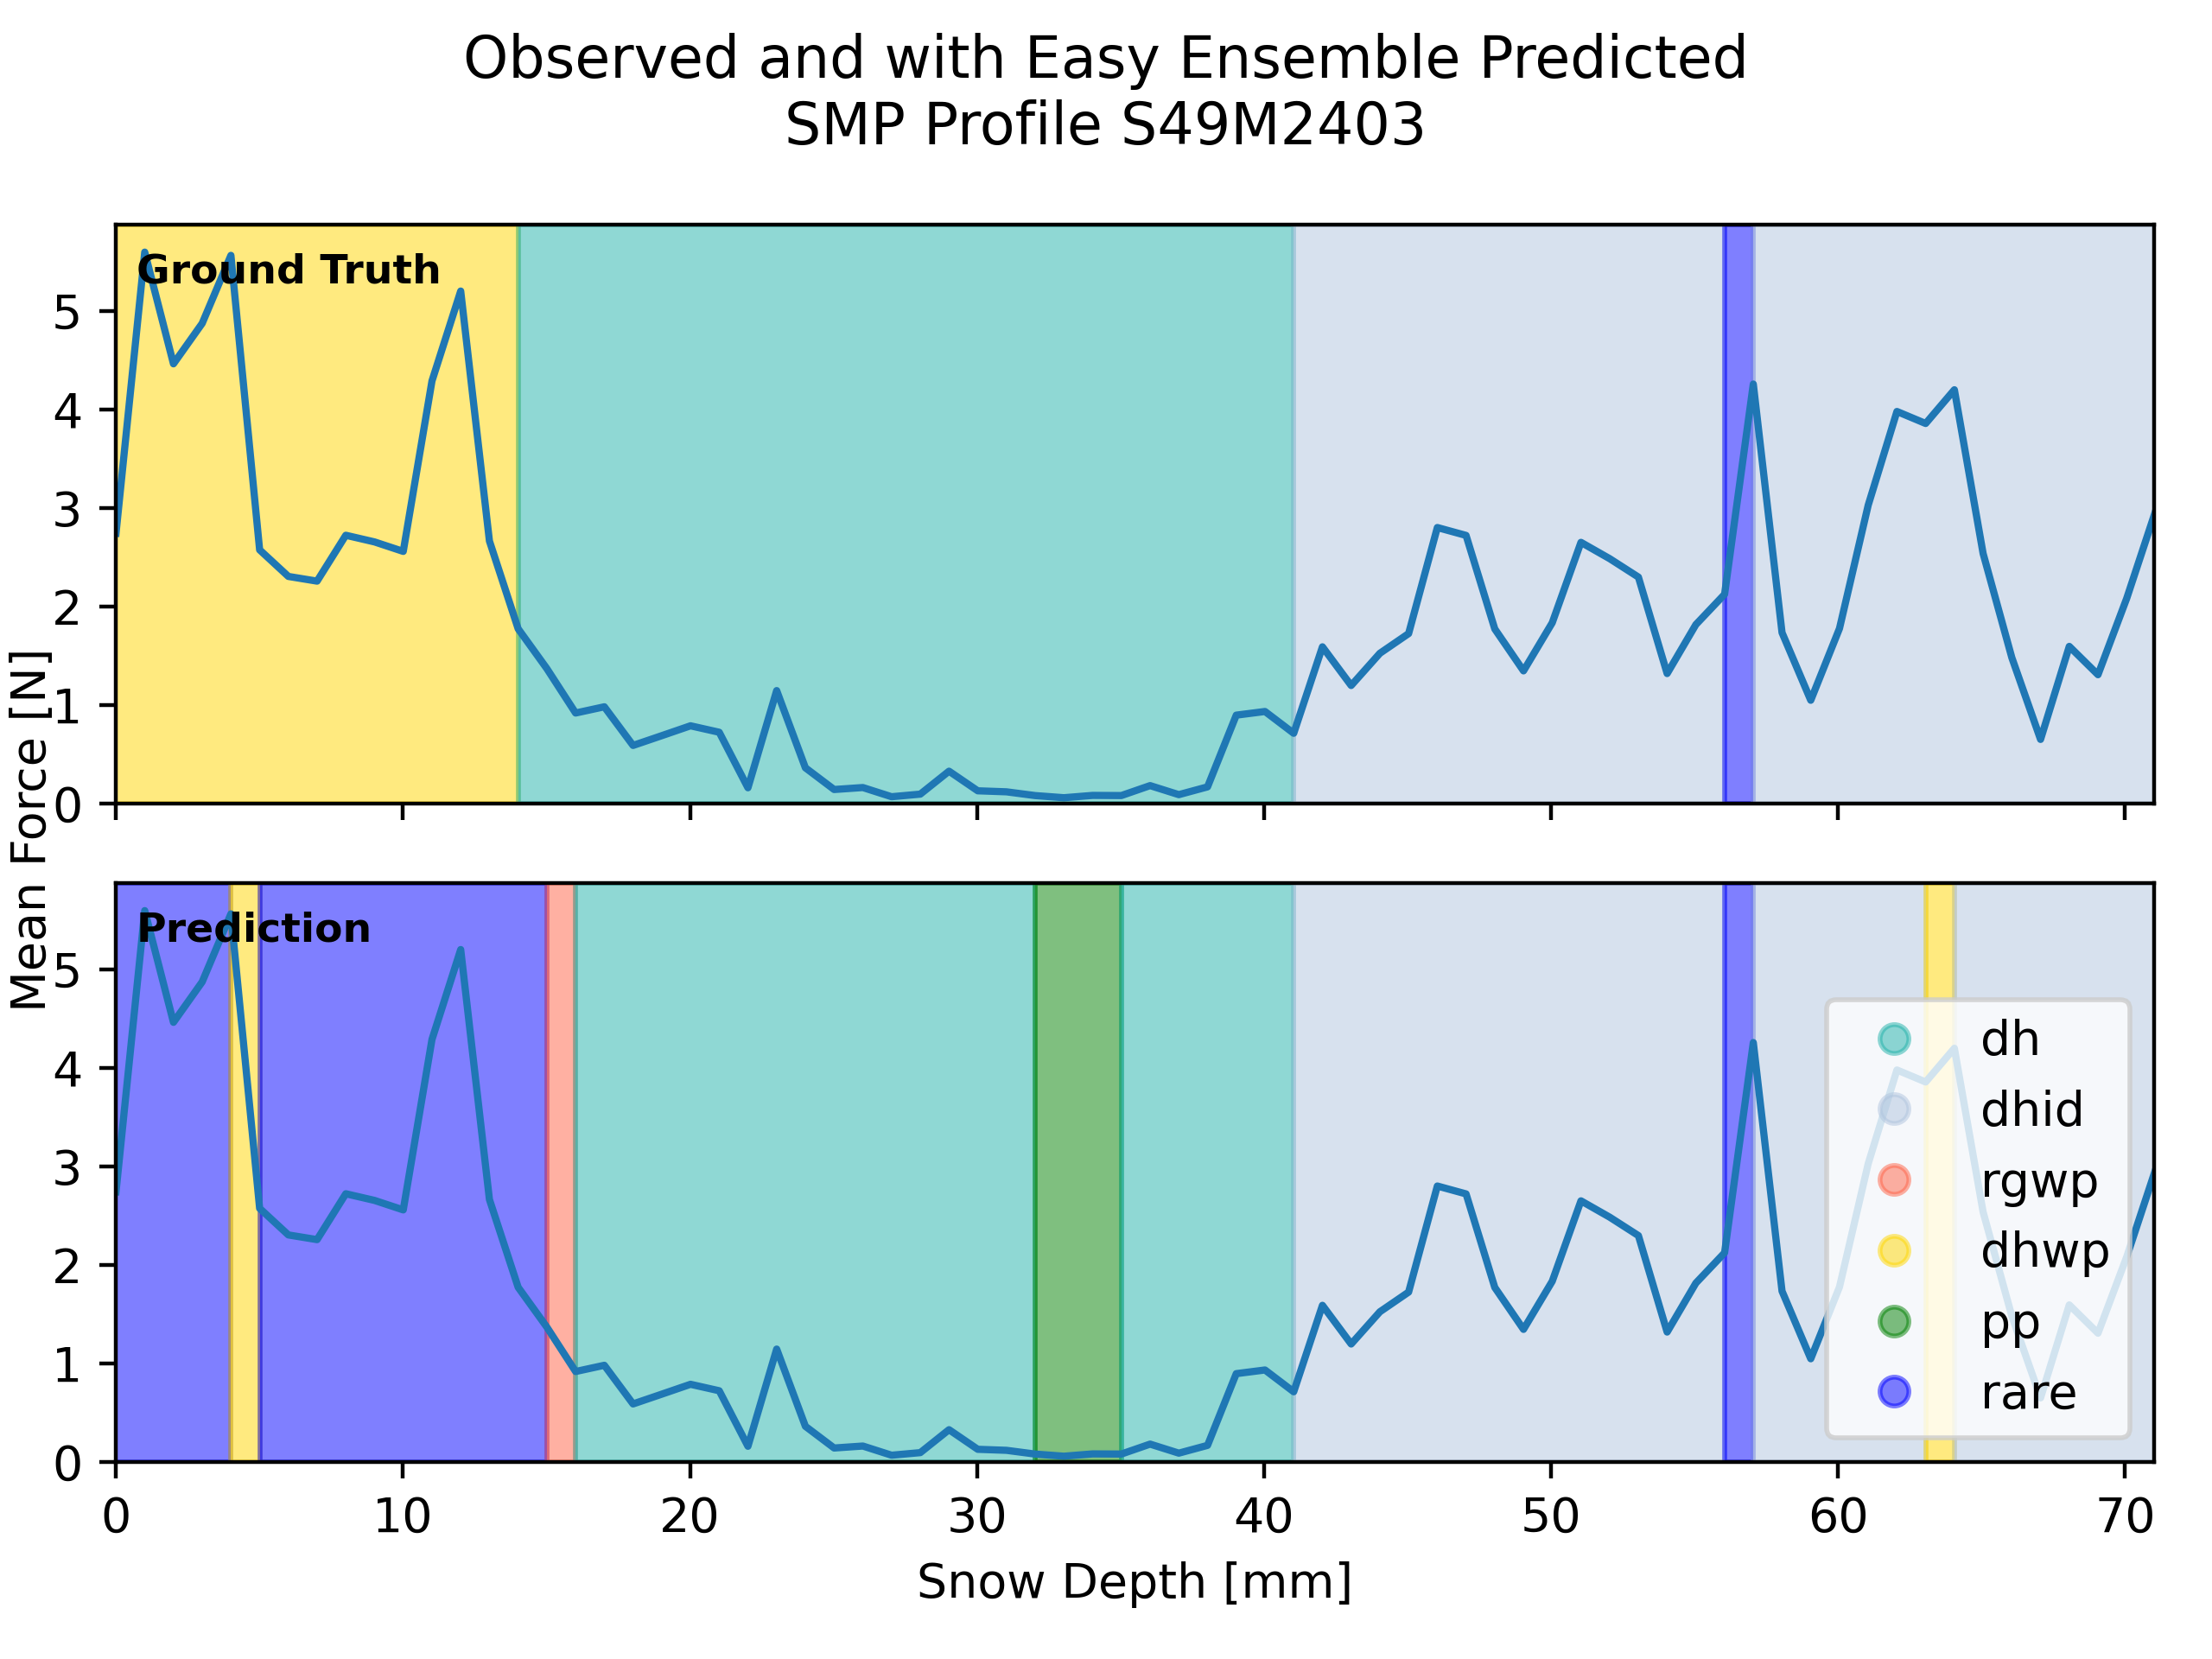 Observed and with Easy Ensemble Predicted
SMP Profile S49M2403
Mean Force [N]
Ground Truth
5
4
3
2
1
0
Prediction
5
4
3
2
1
0
dh
dhid
rgwp
dhwp
pp
rare
0 10 20 30 40 50 60 70
Snow Depth [mm]